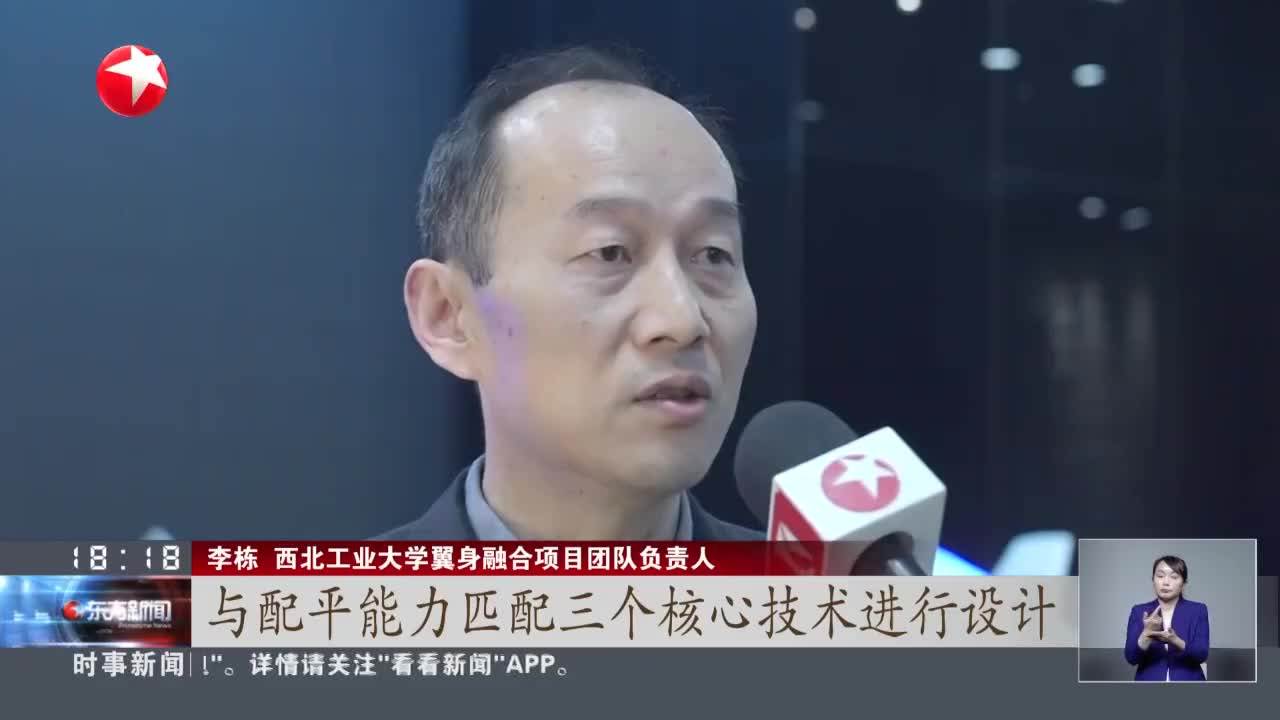 18:18
李栋 西北工业大学翼身融合项目团队负责人
东方新闻
与配平能力匹配三个核心技术进行设计
时事新闻 !"。详情请关注"看看新闻"APP。